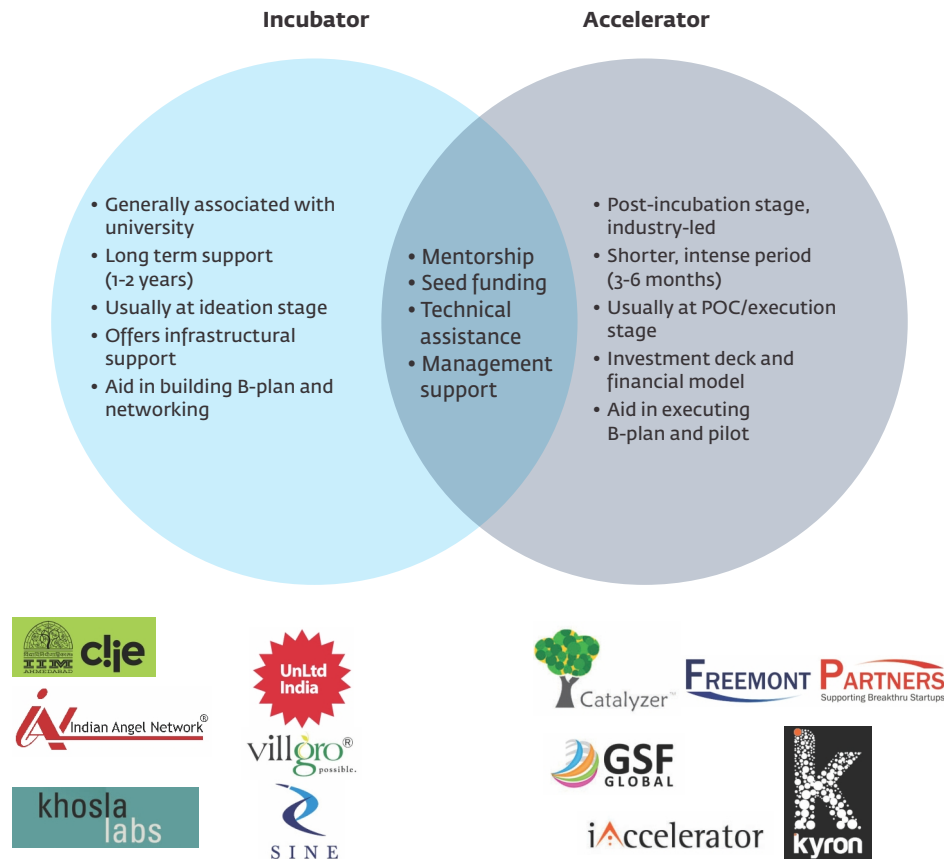 Incubator
Accelerator
• Generally associated with
university
• Long term support
(1-2 years)
• Usually at ideation stage
• Offers infrastructural
support
• Aid in building B-plan and
networking
• Mentorship
• Seed funding
• Technical
assistance
• Management
support
• Post-incubation stage,
industry-led
• Shorter, intense period
(3-6 months)
• Usually at POC/execution
stage
• Investment deck and
financial model
• Aid in executing
B-plan and pilot
IIM
AHMEDABAD
c!ie
UnLtd
India
Catalyzer™
FREEMONT PARTNERS
Supporting Breakthru Startups
Indian Angel Network®
villgro®
possible.
GSF
GLOBAL
khosla
labs
SINE
iAccelerator
k
kyron